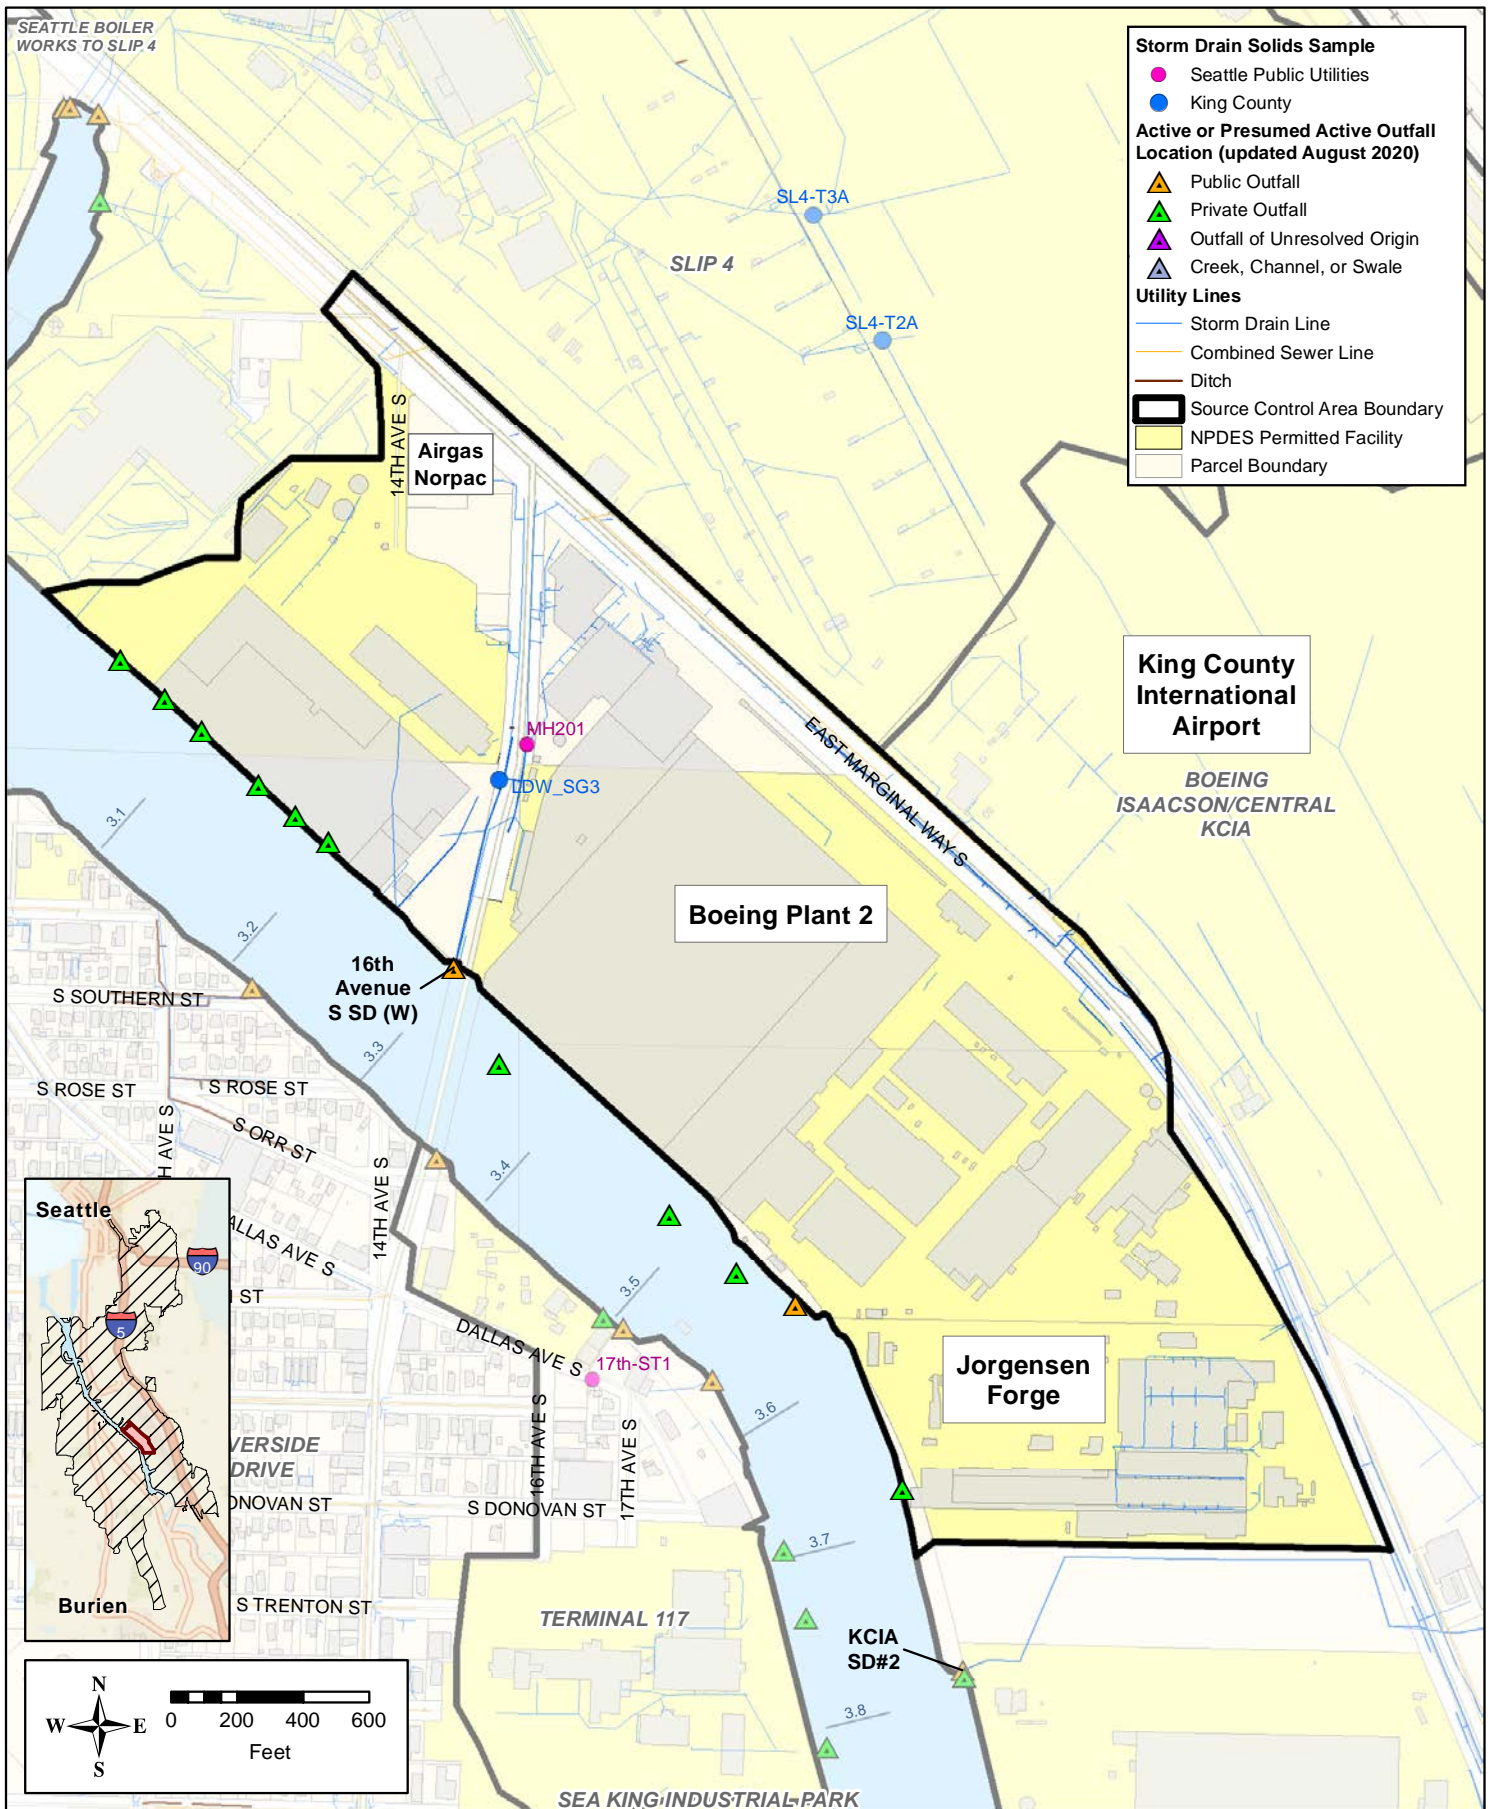 SEATTLE BOILER
WORKS TO SLIP 4
Storm Drain Solids Sample
Seattle Public Utilities
King County
Active or Presumed Active Outfall
Location (updated August 2020)
Public Outfall
Private Outfall
Outfall of Unresolved Origin
Creek, Channel, or Swale
Utility Lines
Storm Drain Line
Combined Sewer Line
Ditch
Source Control Area Boundary
NPDES Permitted Facility
Parcel Boundary
SL4-T3A
SLIP 4
SL4-T2A
14TH AVE S
Airgas
Norpac
King County
International
Airport
MH201
EAST MARGINAL WAY S
LDW_SG3
BOEING
ISAACSON/CENTRAL
KCIA
3.1
Boeing Plant 2
3.2
16th
Avenue
S SD (W)
S SOUTHERN ST
3.3
S ROSE ST
S ROSE ST
S ORR ST
H AVE S
3.4
14TH AVE S
Seattle
90
ALLAS AVE S
3.5
ST
5
DALLAS AVE S
17th-ST1
Jorgensen
Forge
3.6
16TH AVE S
17TH AVE S
VERSIDE
DRIVE
DONOVAN ST
S DONOVAN ST
3.7
Burien
S TRENTON ST
TERMINAL 117
KCIA
SD#2
3.8
N
W E
S
0 200 400 600
Feet
SEA KING INDUSTRIAL PARK